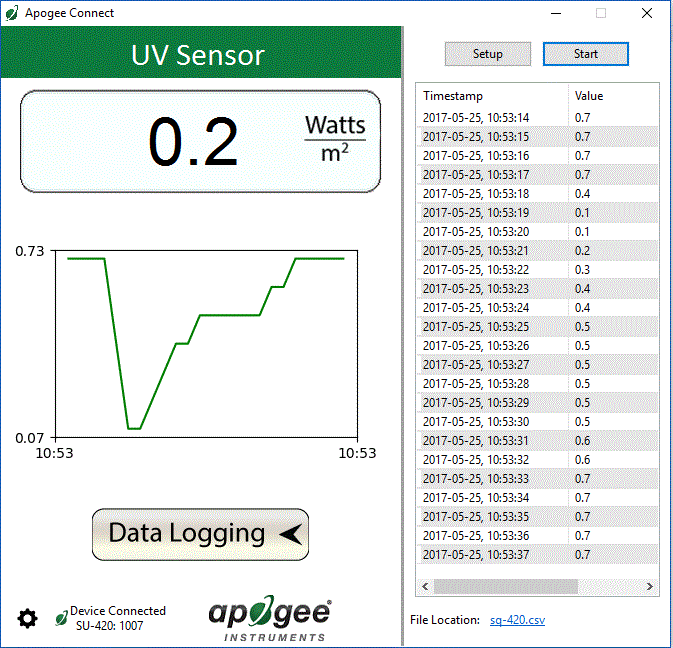 Apogee Connect
UV Sensor
0.2 Watts
m²
0.73
0.07
10:53 10:53
Data Logging
Device Connected
SU-420: 1007
apogee®
INSTRUMENTS
Setup Start
Timestamp Value
2017-05-25, 10:53:14 0.7
2017-05-25, 10:53:15 0.7
2017-05-25, 10:53:16 0.7
2017-05-25, 10:53:17 0.7
2017-05-25, 10:53:18 0.4
2017-05-25, 10:53:19 0.1
2017-05-25, 10:53:20 0.1
2017-05-25, 10:53:21 0.2
2017-05-25, 10:53:22 0.3
2017-05-25, 10:53:23 0.4
2017-05-25, 10:53:24 0.4
2017-05-25, 10:53:25 0.5
2017-05-25, 10:53:26 0.5
2017-05-25, 10:53:27 0.5
2017-05-25, 10:53:28 0.5
2017-05-25, 10:53:29 0.5
2017-05-25, 10:53:30 0.5
2017-05-25, 10:53:31 0.6
2017-05-25, 10:53:32 0.6
2017-05-25, 10:53:33 0.7
2017-05-25, 10:53:34 0.7
2017-05-25, 10:53:35 0.7
2017-05-25, 10:53:36 0.7
2017-05-25, 10:53:37 0.7
File Location: sq-420.csv